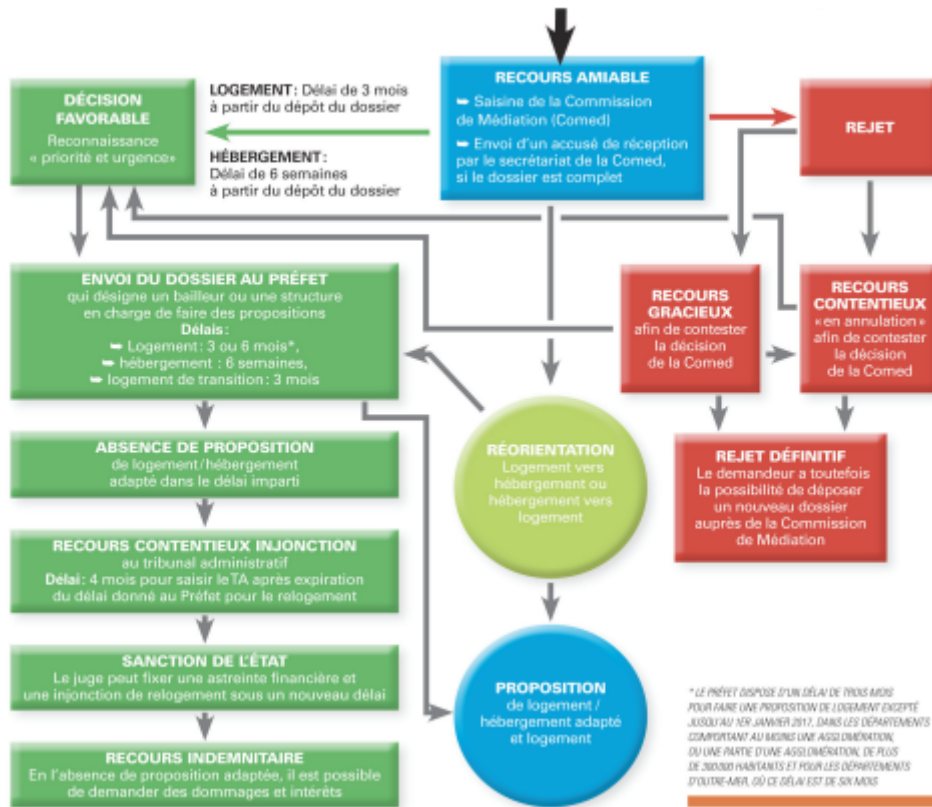 RECOURS AMIABLE
➥ Saisine de la Commission
de Médiation (Comed)
➥ Envoi d'un accusé de réception
par le secrétariat de la Comed,
si le dossier est complet
LOGEMENT: Délai de 3 mois
à partir du dépôt du dossier
HÉBERGEMENT:
Délai de 6 semaines
à partir du dépôt du dossier
DÉCISION
FAVORABLE
Reconnaissance
« priorité et urgence»
REJET
ENVOI DU DOSSIER AU PRÉFET
qui désigne un bailleur ou une structure
en charge de faire des propositions
Délais:
➥ Logement: 3 ou 6 mois*,
➥ hébergement : 6 semaines,
➥ logement de transition: 3 mois
RECOURS
GRACIEUX
afin de contester
la décision
de la Comed
RECOURS
CONTENTIEUX
«en annulation»
afin de contester
la décision
de la Comed
ABSENCE DE PROPOSITION
de logement/hébergement
adapté dans le délai imparti
RÉORIENTATION
Logement vers
hébergement ou
hébergement vers
logement
REJET DÉFINITIF
Le demandeur a toutefois
la possibilité de déposer
un nouveau dossier
auprès de la Commission
de Médiation
RECOURS CONTENTIEUX INJONCTION
au tribunal administratif
Délai: 4 mois pour saisir le TA après expiration
du délai donné au Préfet pour le relogement
SANCTION DE L'ÉTAT
Le juge peut fixer une astreinte financière et
une injonction de relogement sous un nouveau délai
PROPOSITION
de logement /
hébergement adapté
et logement
RECOURS INDEMNITAIRE
En l'absence de proposition adaptée, il est possible
de demander des dommages et intérêts
* LE PRÉFET DISPOSE D'UN DÉLAI DE TROIS MOIS
POUR FAIRE UNE PROPOSITION DE LOGEMENT EXCEPTÉ
JUSQU'AU 1ER JANVIER 2017, DANS LES DÉPARTEMENTS
COMPORTANT AU MOINS UNE AGGLOMÉRATION,
OU UNE PARTIE D'UNE AGGLOMÉRATION, DE PLUS
DE 300.000 HABITANTS ET POUR LES DÉPARTEMENTS
D'OUTRE-MER, OÙ CE DÉLAI EST DE SIX MOIS